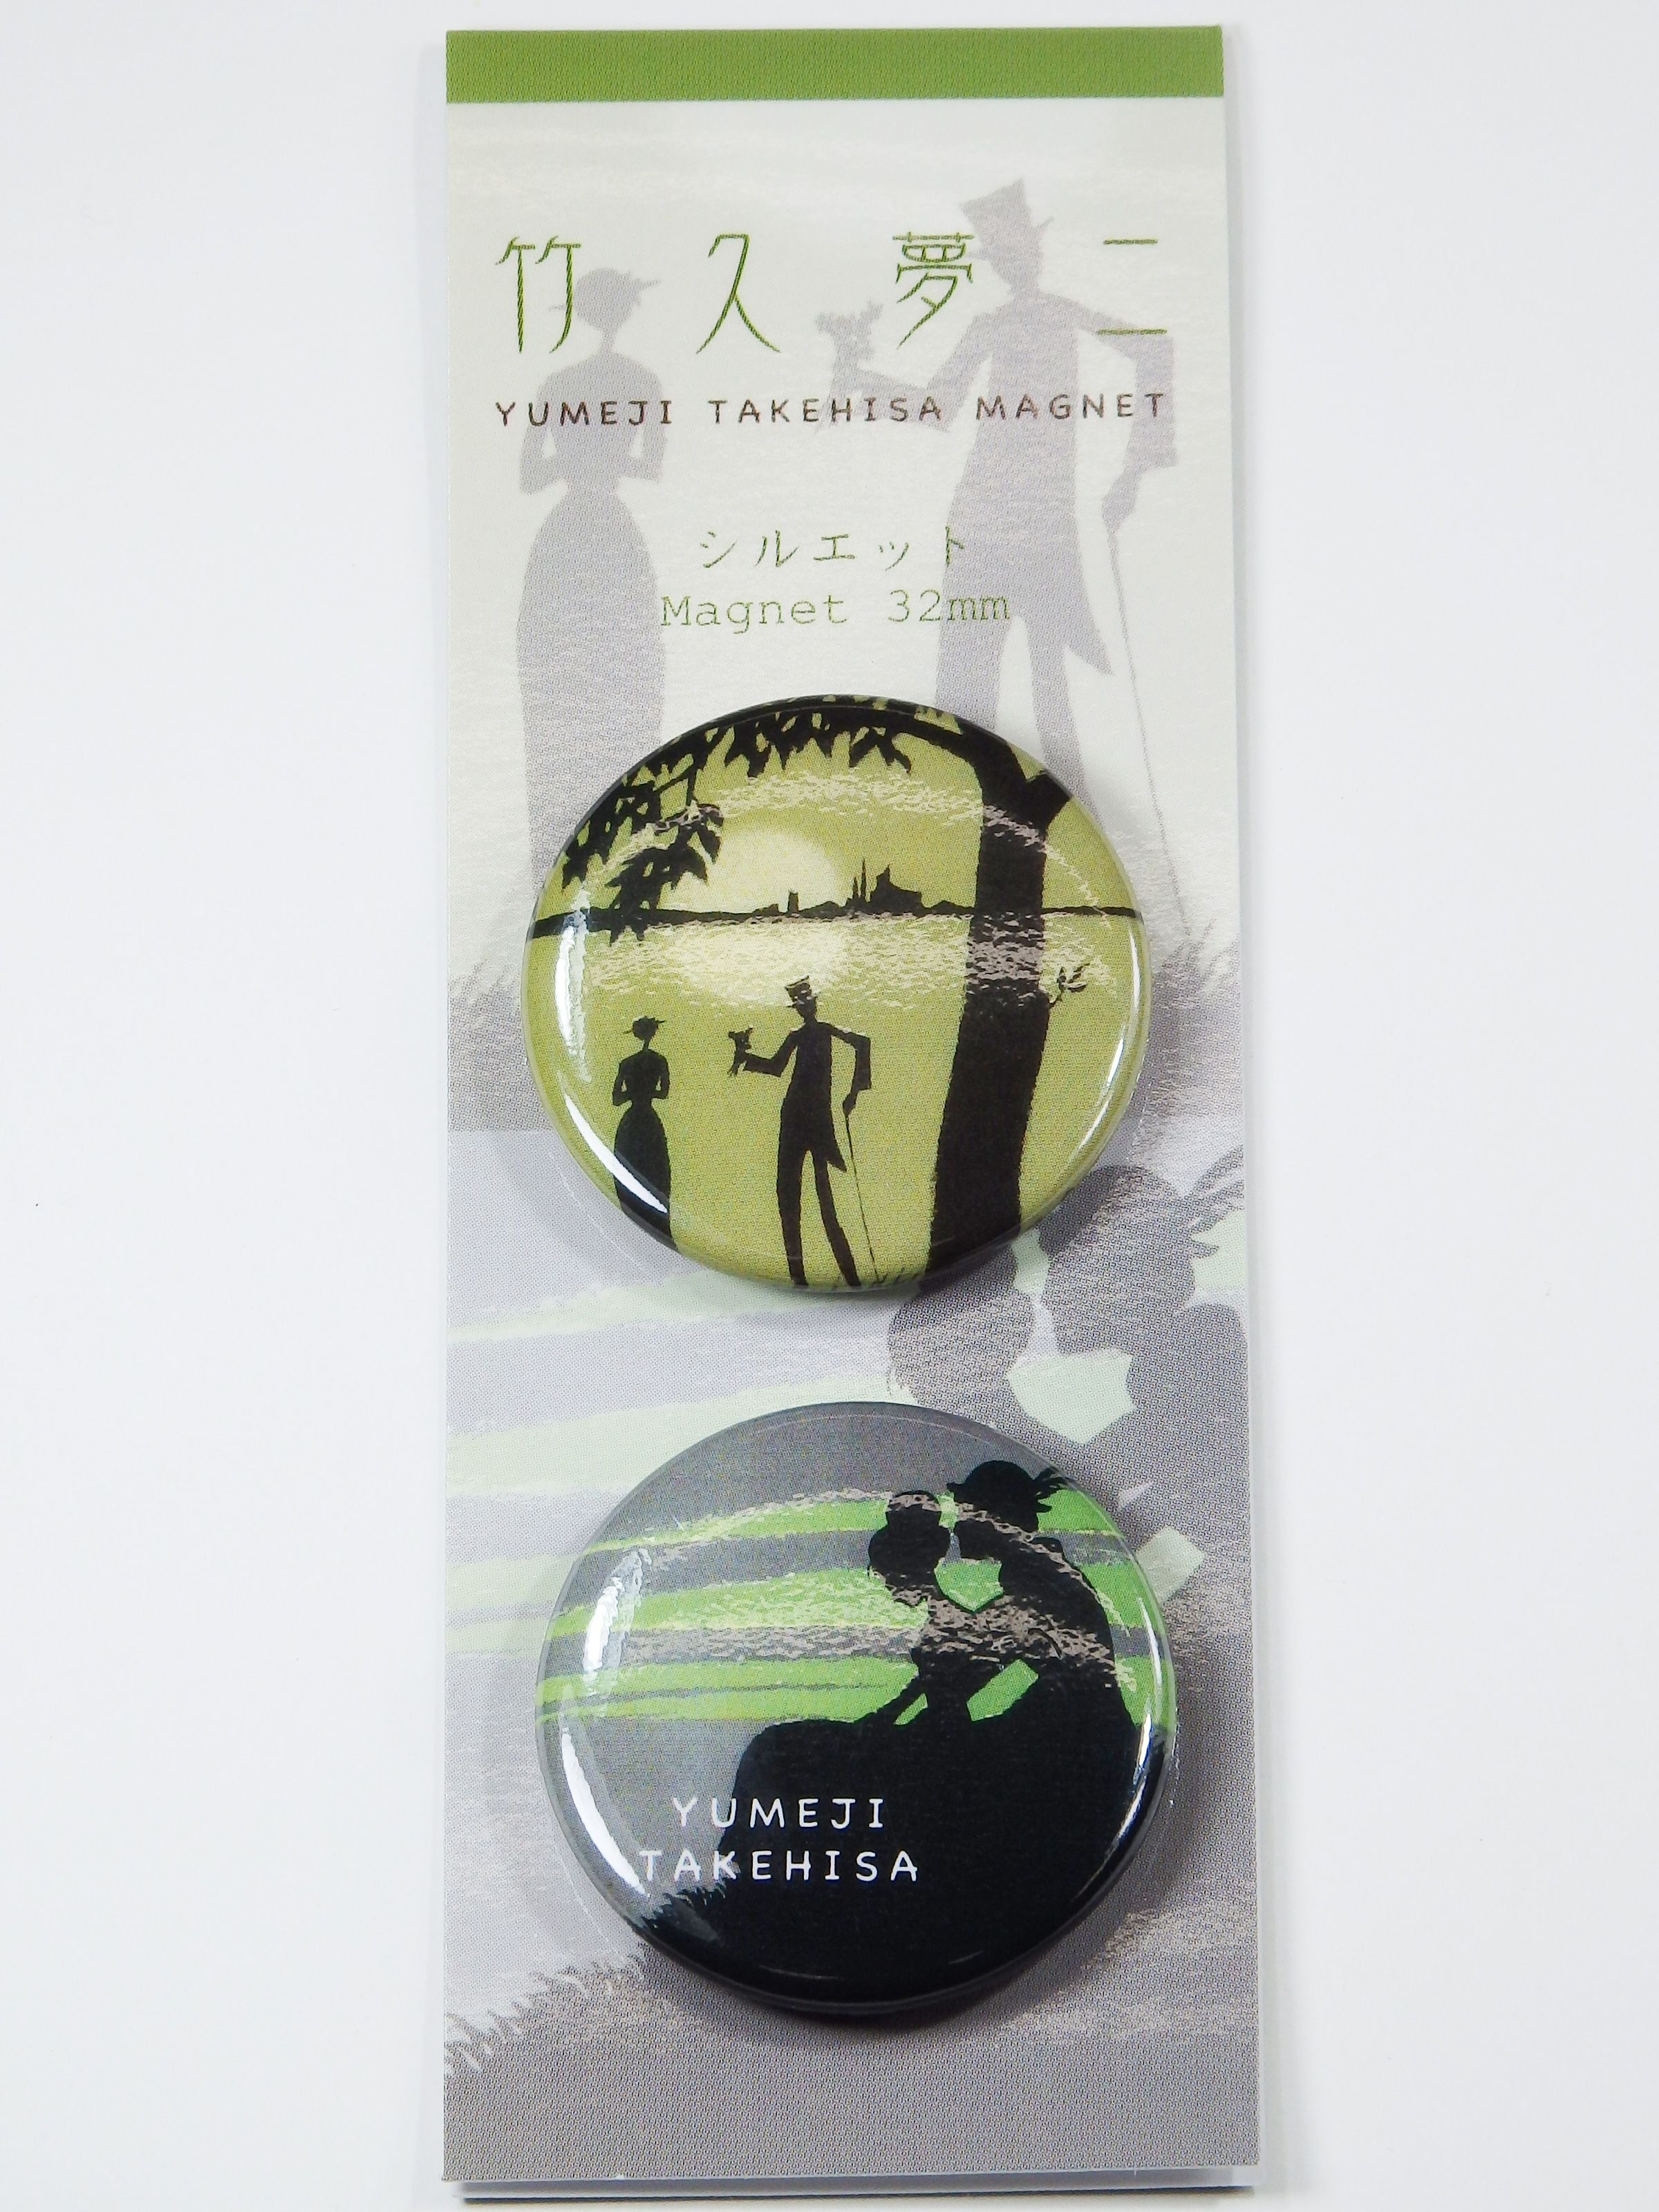 竹久夢二
YUMEJI TAKEHISA MAGNET
シルエット
Magnet 32mm
YUMEJI
TAKEHISA